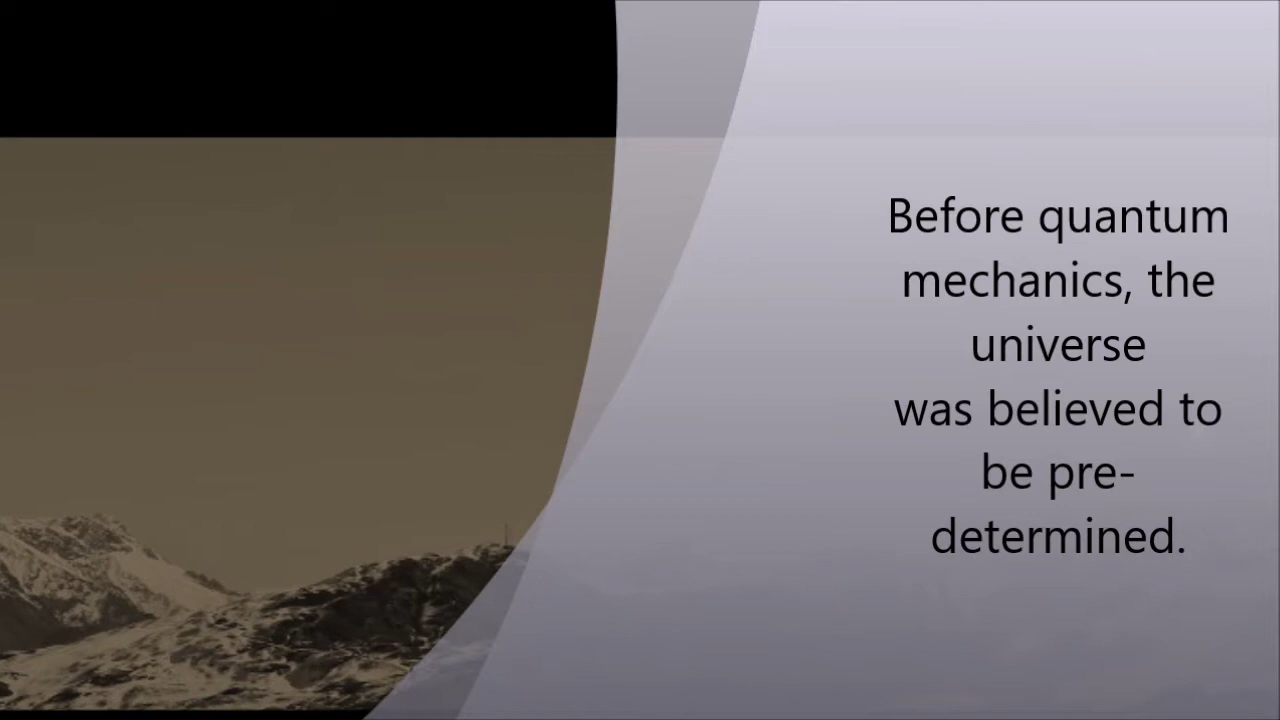 Before quantum
mechanics, the
universe
was believed to
be pre-
determined.